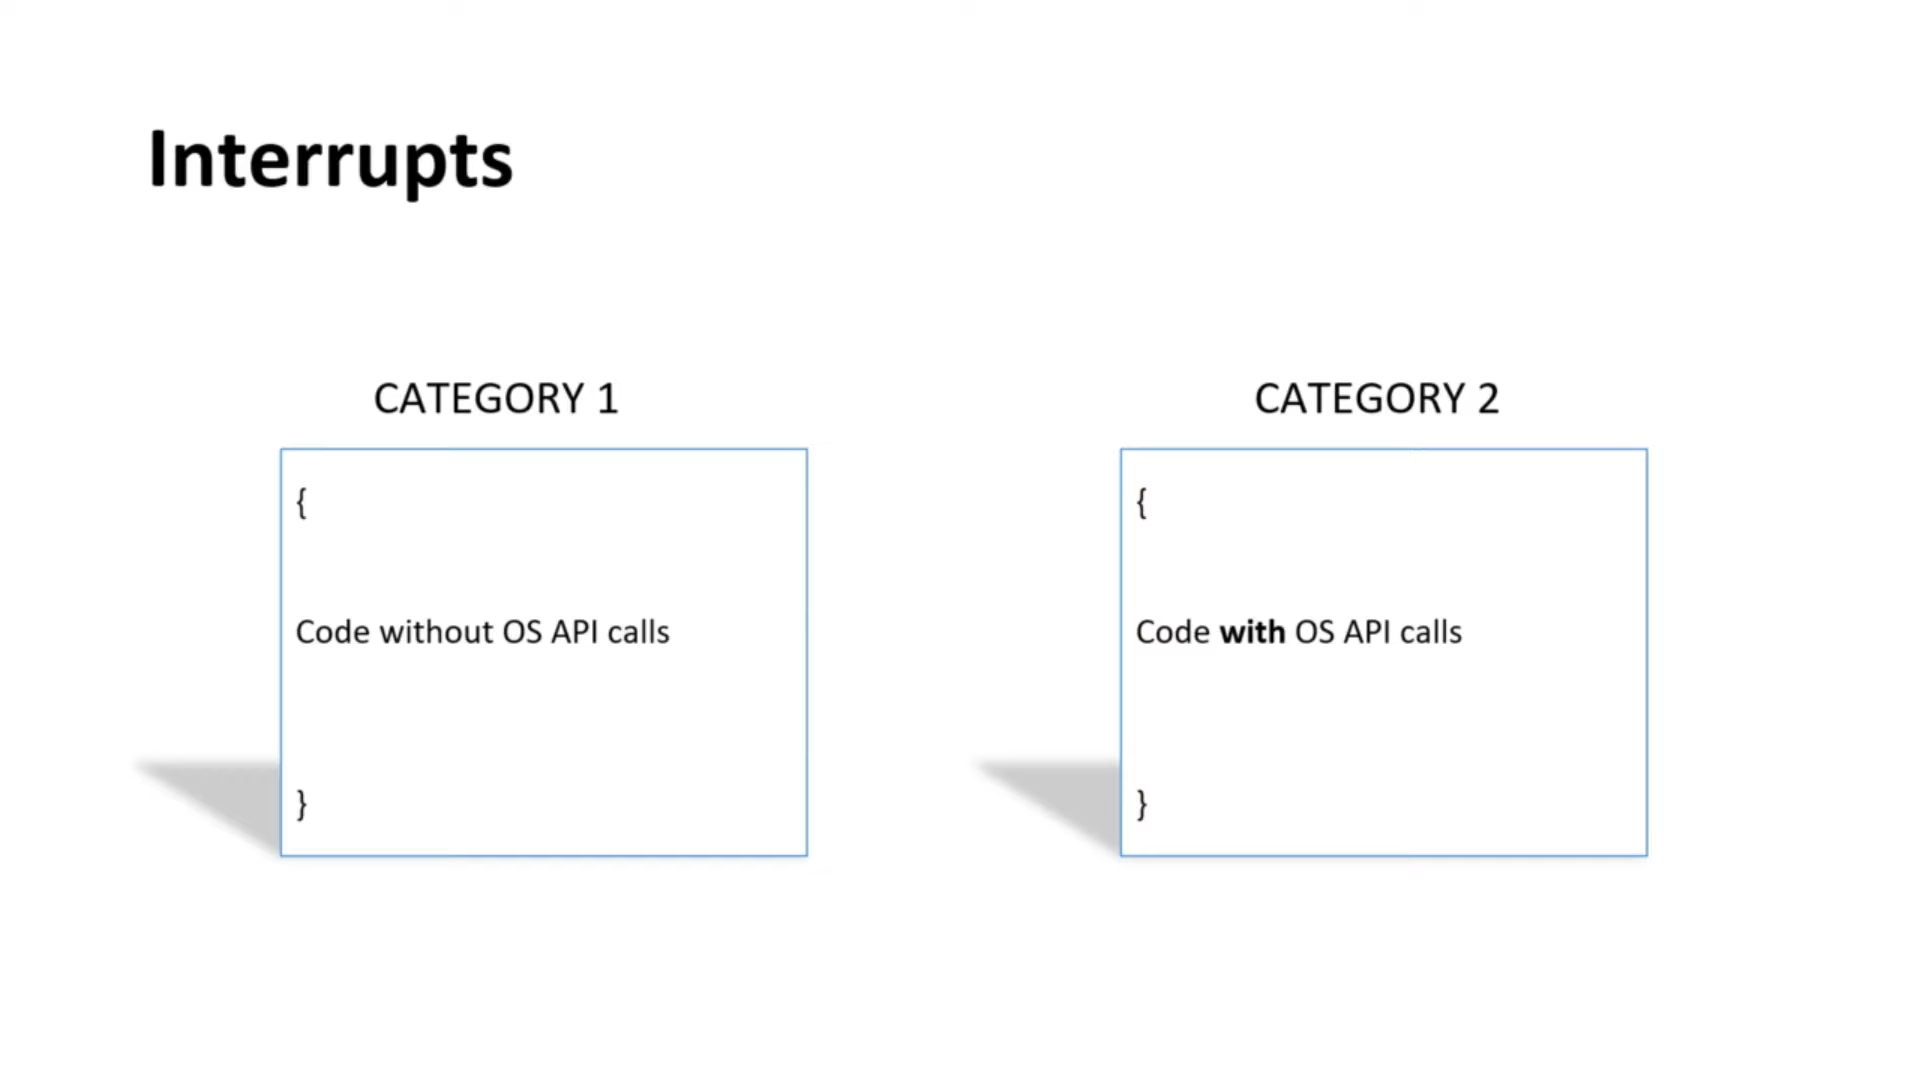 Interrupts
CATEGORY 1
{
Code without OS API calls
}
CATEGORY 2
{
Code with OS API calls
}